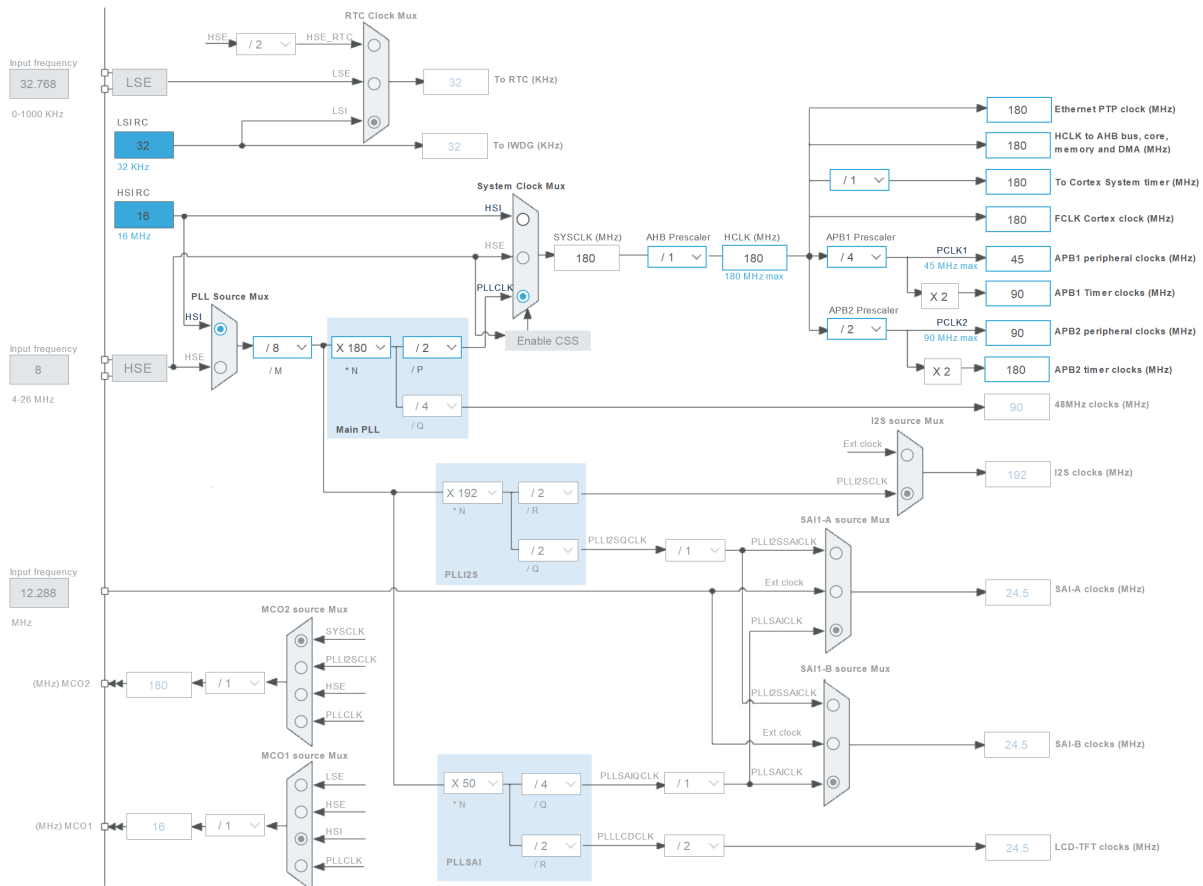 RTC Clock Mux
HSE
/ 2
HSE_RTC
Input frequency
32.768
0-1000 KHz
LSE
LSE
32
To RTC (KHz)
LSI RC
32
32 KHz
LSI
32
To IWDG (KHz)
HSI RC
16
16 MHz
System Clock Mux
HSI
HSE
PLLCLK
SYSCLK (MHz)
180
AHB Prescaler
/ 1
HCLK (MHz)
180
180 MHz max
180
Ethernet PTP clock (MHz)
180
HCLK to AHB bus, core,
memory and DMA (MHz)
/ 1
180
To Cortex System timer (MHz)
180
FCLK Cortex clock (MHz)
APB1 Prescaler
/ 4
PCLK1
45 MHz max
45
APB1 peripheral clocks (MHz)
X 2
90
APB1 Timer clocks (MHz)
APB2 Prescaler
/ 2
PCLK2
90 MHz max
90
APB2 peripheral clocks (MHz)
X 2
180
APB2 timer clocks (MHz)
PLL Source Mux
HSI
HSE
Input frequency
8
4-26 MHz
HSE
/ 8
/ M
X 180
* N
/ 2
/ P
/ 4
/ Q
Main PLL
Enable CSS
90
48MHz clocks (MHz)
I2S source Mux
Ext.clock
PLLI2SCLK
192
I2S clocks (MHz)
X 192
* N
/ 2
/ R
/ 2
/ Q
PLLI2S
PLLI2SQCLK
/ 1
SAI1-A source Mux
PLLI2SSAICLK
Ext.clock
PLLSAICLK
24.5
SAI-A clocks (MHz)
Input frequency
12.288
MHz
MCO2 source Mux
SYSCLK
PLLI2SCLK
HSE
PLLCLK
(MHz) MCO2
180
/ 1
SAI1-B source Mux
PLLI2SSAICLK
Ext.clock
PLLSAICLK
24.5
SAI-B clocks (MHz)
MCO1 source Mux
LSE
HSE
HSI
PLLCLK
(MHz) MCO1
16
/ 1
X 50
* N
/ 4
/ Q
/ 2
/ R
PLLSAI
PLLSAIQCLK
/ 1
PLLLCDCLK
/ 2
24.5
LCD-TFT clocks (MHz)